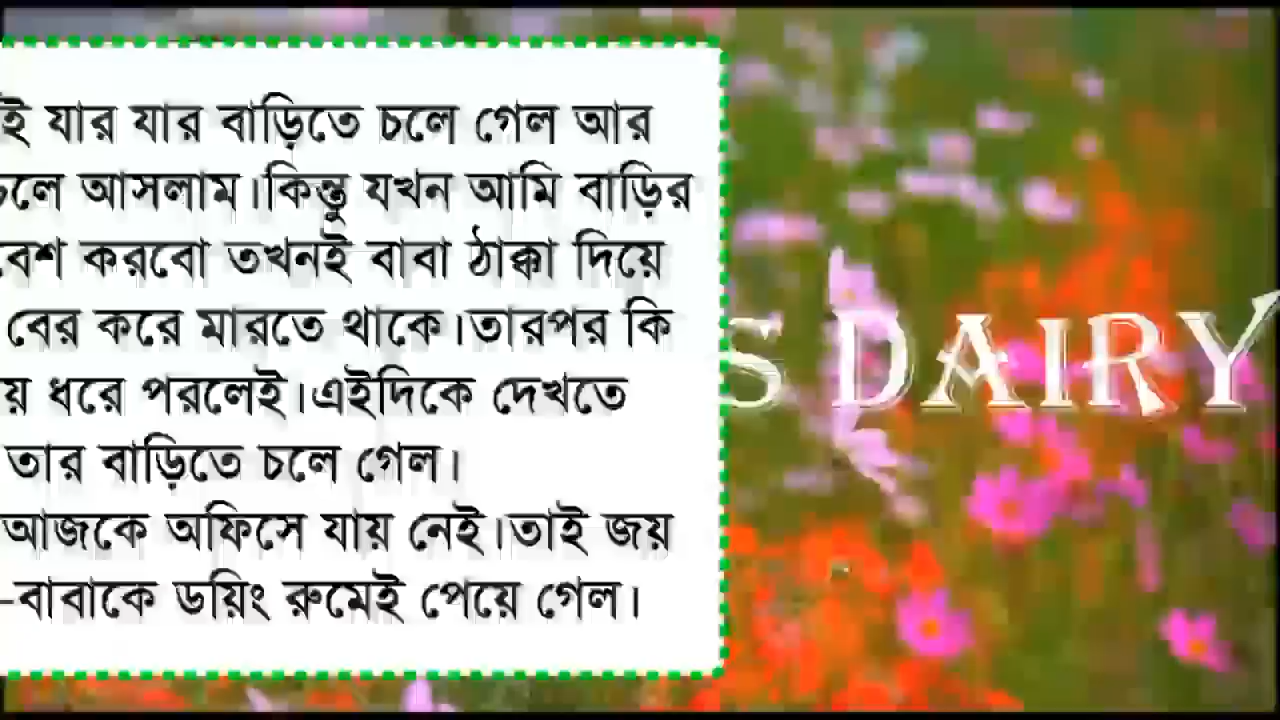 যার যার বাড়িতে চলে গেল আর
আসলাম।কিন্তু যখন আমি বাড়ির
করবো তখনই বাবা ঠাক্কা দিয়ে
বের করে মারতে থাকে।তারপর কি
ধরে পরলেই।এইদিকে দেখতে
তার বাড়িতে চলে গেল।
আজকে অফিসে যায় নেই।তাই জয়
-বাবাকে ডয়িং রুমেই পেয়ে গেল।
S DAIRY